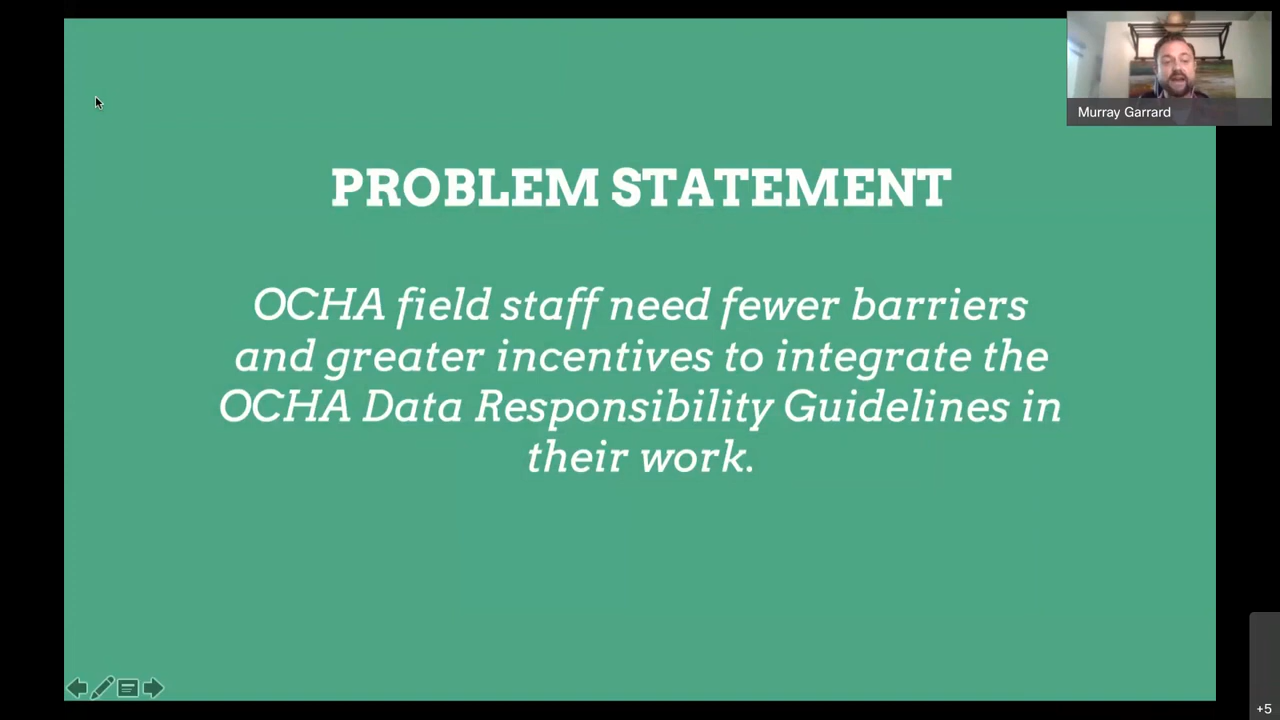 Murray Garrard
PROBLEM STATEMENT
OCHA field staff need fewer barriers
and greater incentives to integrate the
OCHA Data Responsibility Guidelines in
their work.
+5